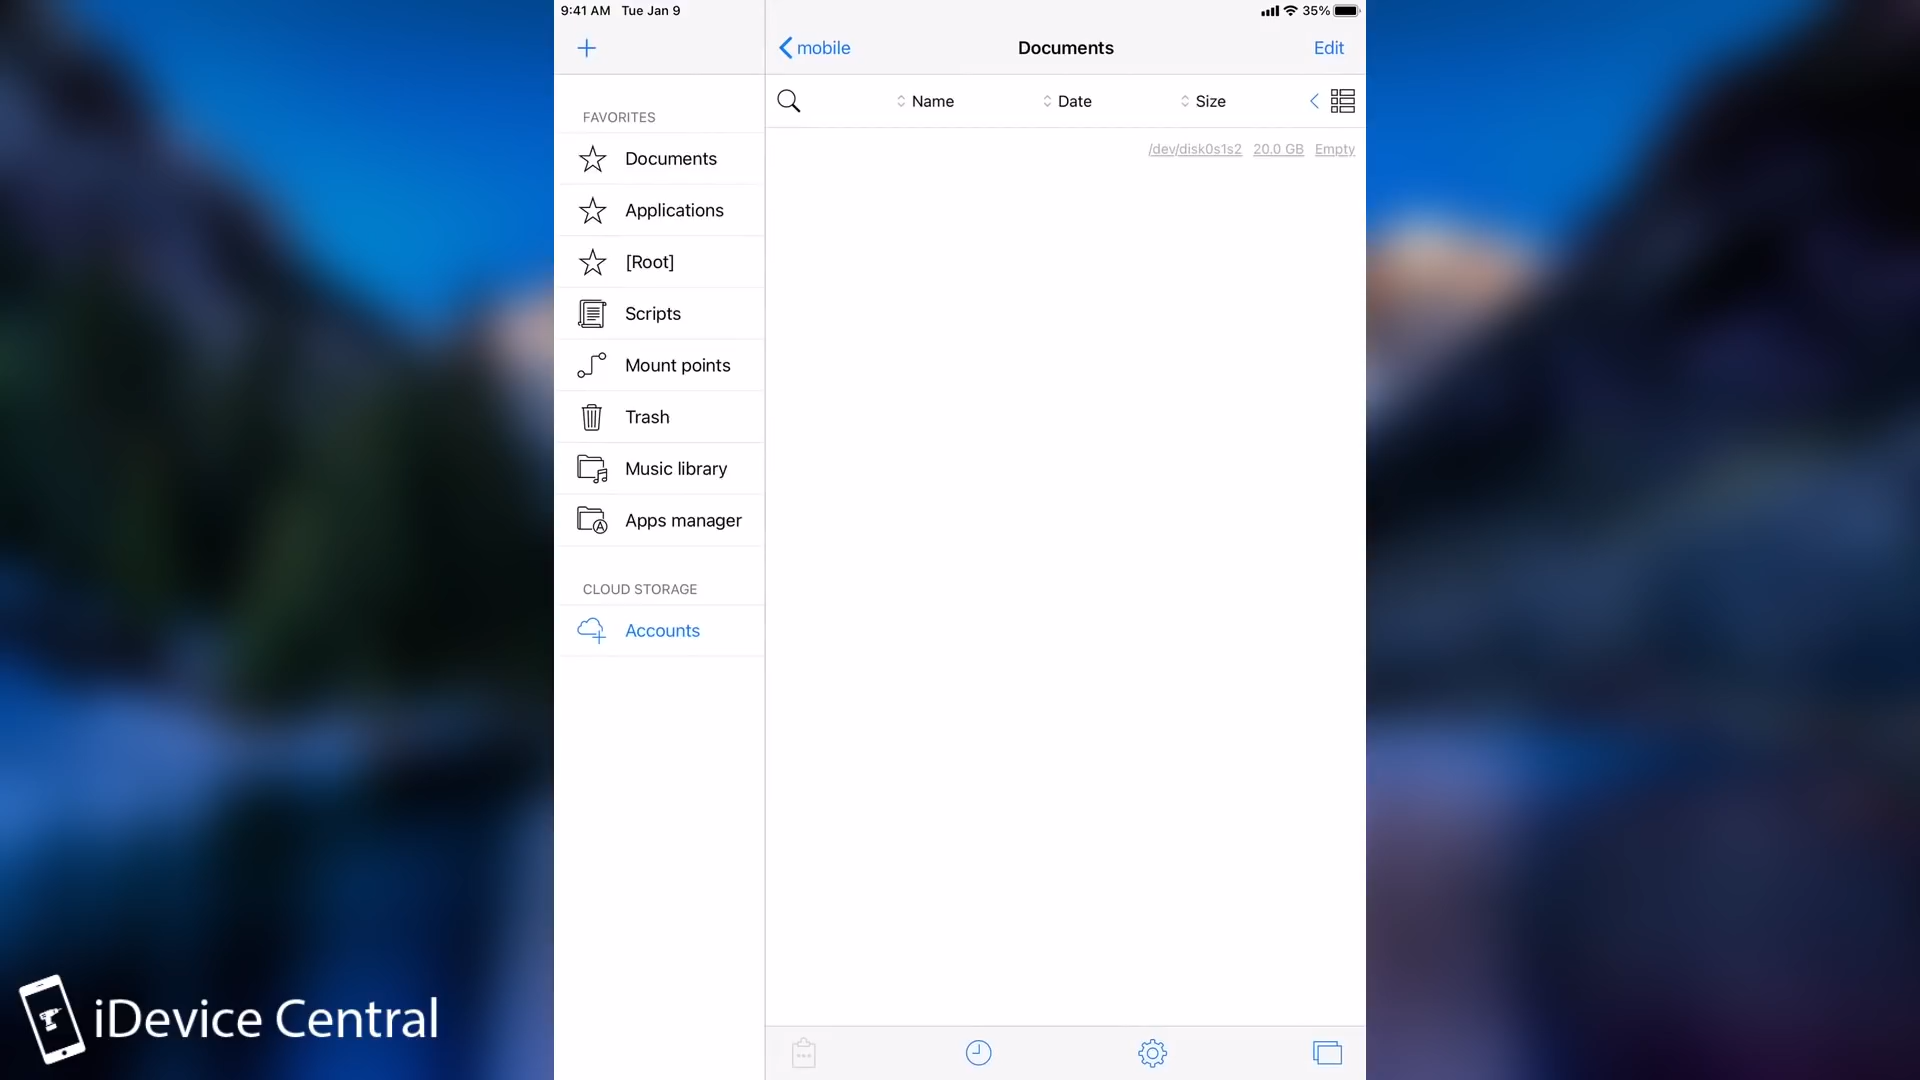 9:41 AM Tue Jan 9
35%
mobile
Documents
Edit
Name
Date
Size
/dev/disk0s1s2 20.0 GB Empty
FAVORITES
Documents
Applications
[Root]
Scripts
Mount points
Trash
Music library
Apps manager
CLOUD STORAGE
Accounts
iDevice Central